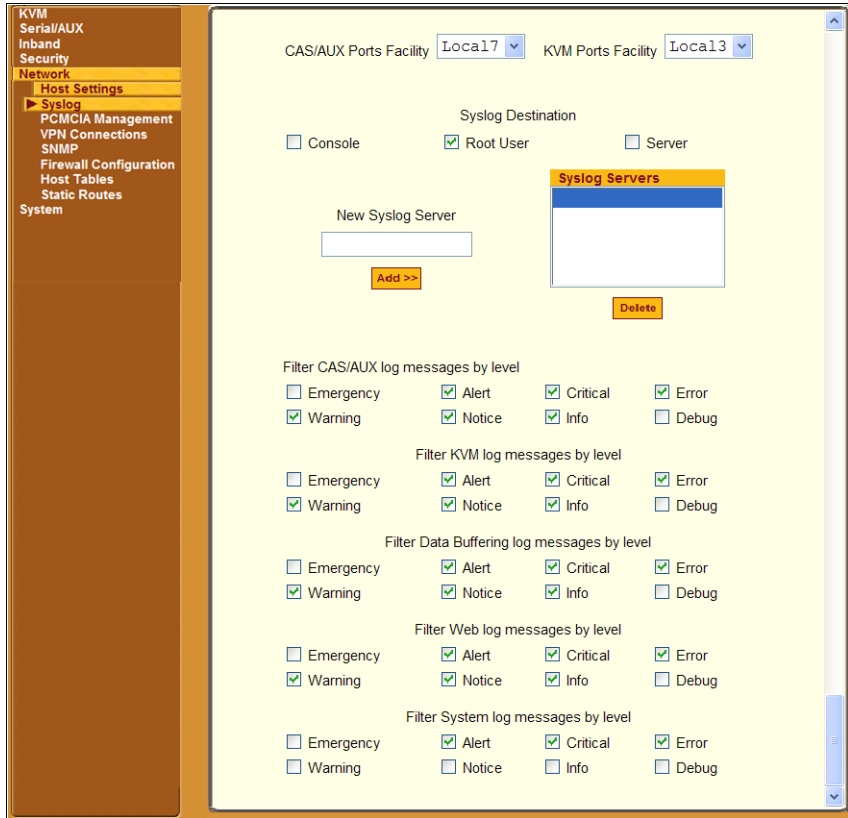 KVM
Serial/AUX
Inband
Security
Network
Host Settings
Syslog
PCMCIA Management
VPN Connections
SNMP
Firewall Configuration
Host Tables
Static Routes
System
CAS/AUX Ports Facility Local7 KVM Ports Facility Local3
Syslog Destination
Console Root User Server
Syslog Servers
New Syslog Server
Add >>
Delete
Filter CAS/AUX log messages by level
Emergency Alert Critical Error
Warning Notice Info Debug
Filter KVM log messages by level
Emergency Alert Critical Error
Warning Notice Info Debug
Filter Data Buffering log messages by level
Emergency Alert Critical Error
Warning Notice Info Debug
Filter Web log messages by level
Emergency Alert Critical Error
Warning Notice Info Debug
Filter System log messages by level
Emergency Alert Critical Error
Warning Notice Info Debug